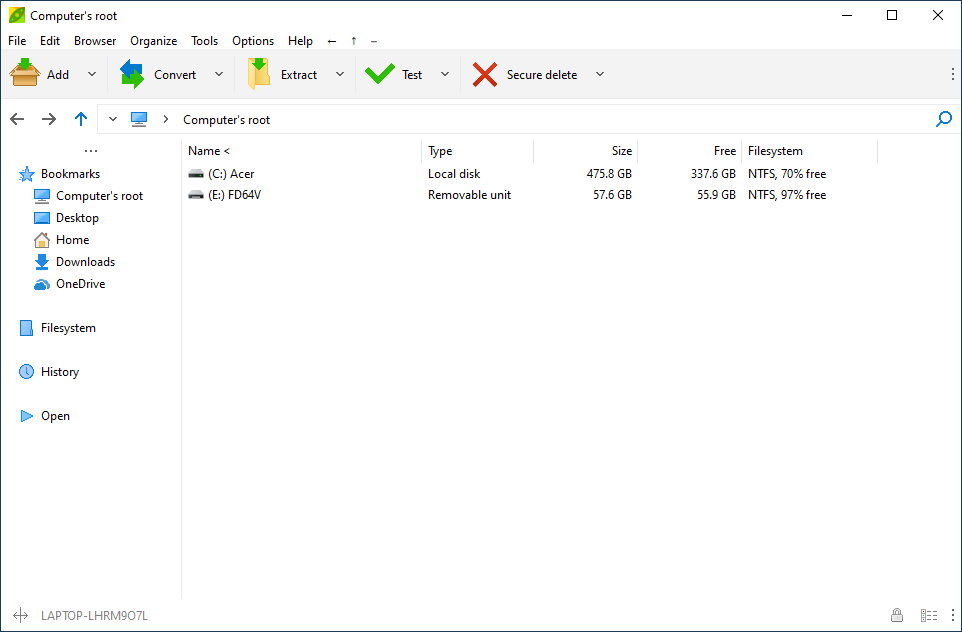 Computer's root
File Edit Browser Organize Tools Options Help ← ↑ –
Add Convert Extract Test Secure delete
Computer's root
...
Name < Type Size Free Filesystem
(C:) Acer Local disk 475.8 GB 337.6 GB NTFS, 70% free
(E:) FD64V Removable unit 57.6 GB 55.9 GB NTFS, 97% free
Bookmarks
Computer's root
Desktop
Home
Downloads
OneDrive
Filesystem
History
Open
LAPTOP-LHRM9O7L